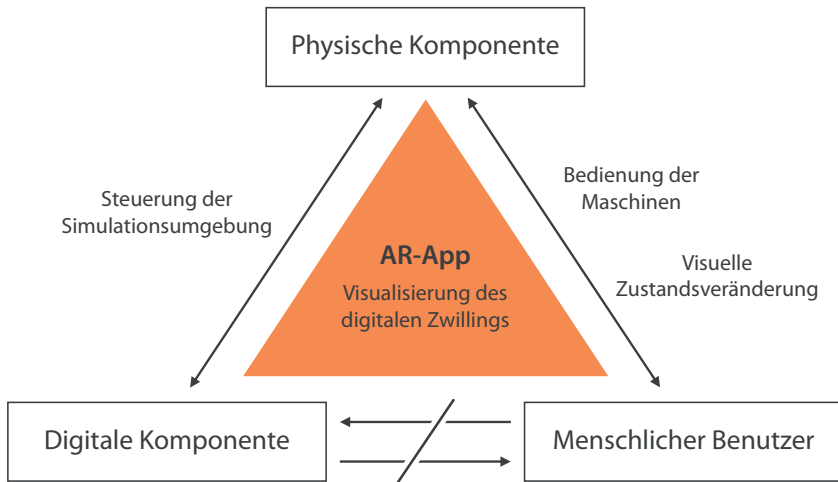 Physische Komponente
Steuerung der
Simulationsumgebung
Bedienung der
Maschinen
AR-App
Visualisierung des
digitalen Zwillings
Visuelle
Zustandsveränderung
Digitale Komponente
Menschlicher Benutzer